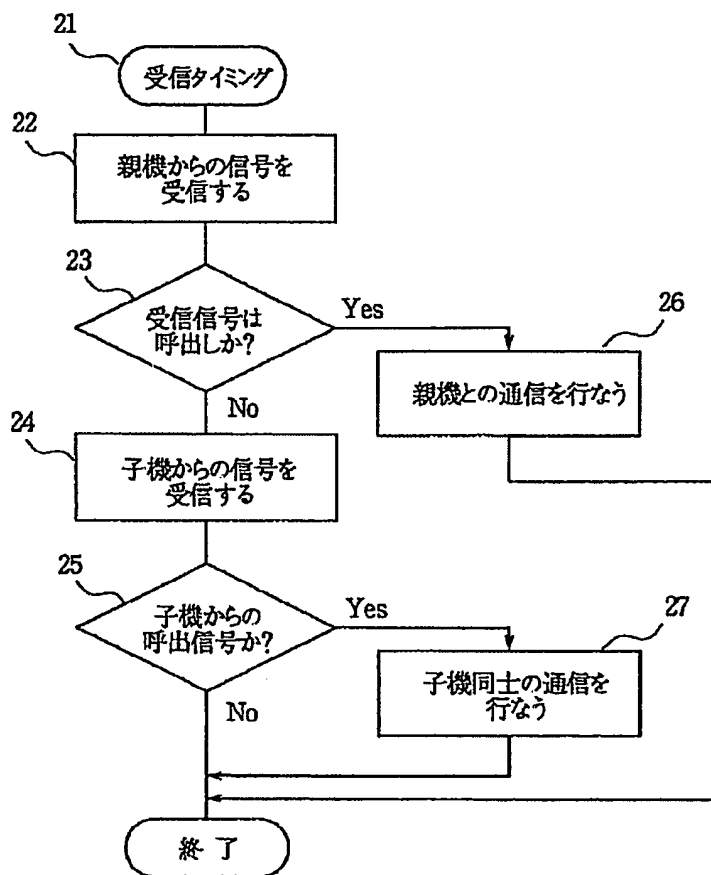 21
受信タイミング
22
親機からの信号を
受信する
23
受信信号は
呼出しか?
Yes
26
親機との通信を行なう
No
24
子機からの信号を
受信する
25
子機からの
呼出信号か?
Yes
27
子機同士の通信を
行なう
No
終了